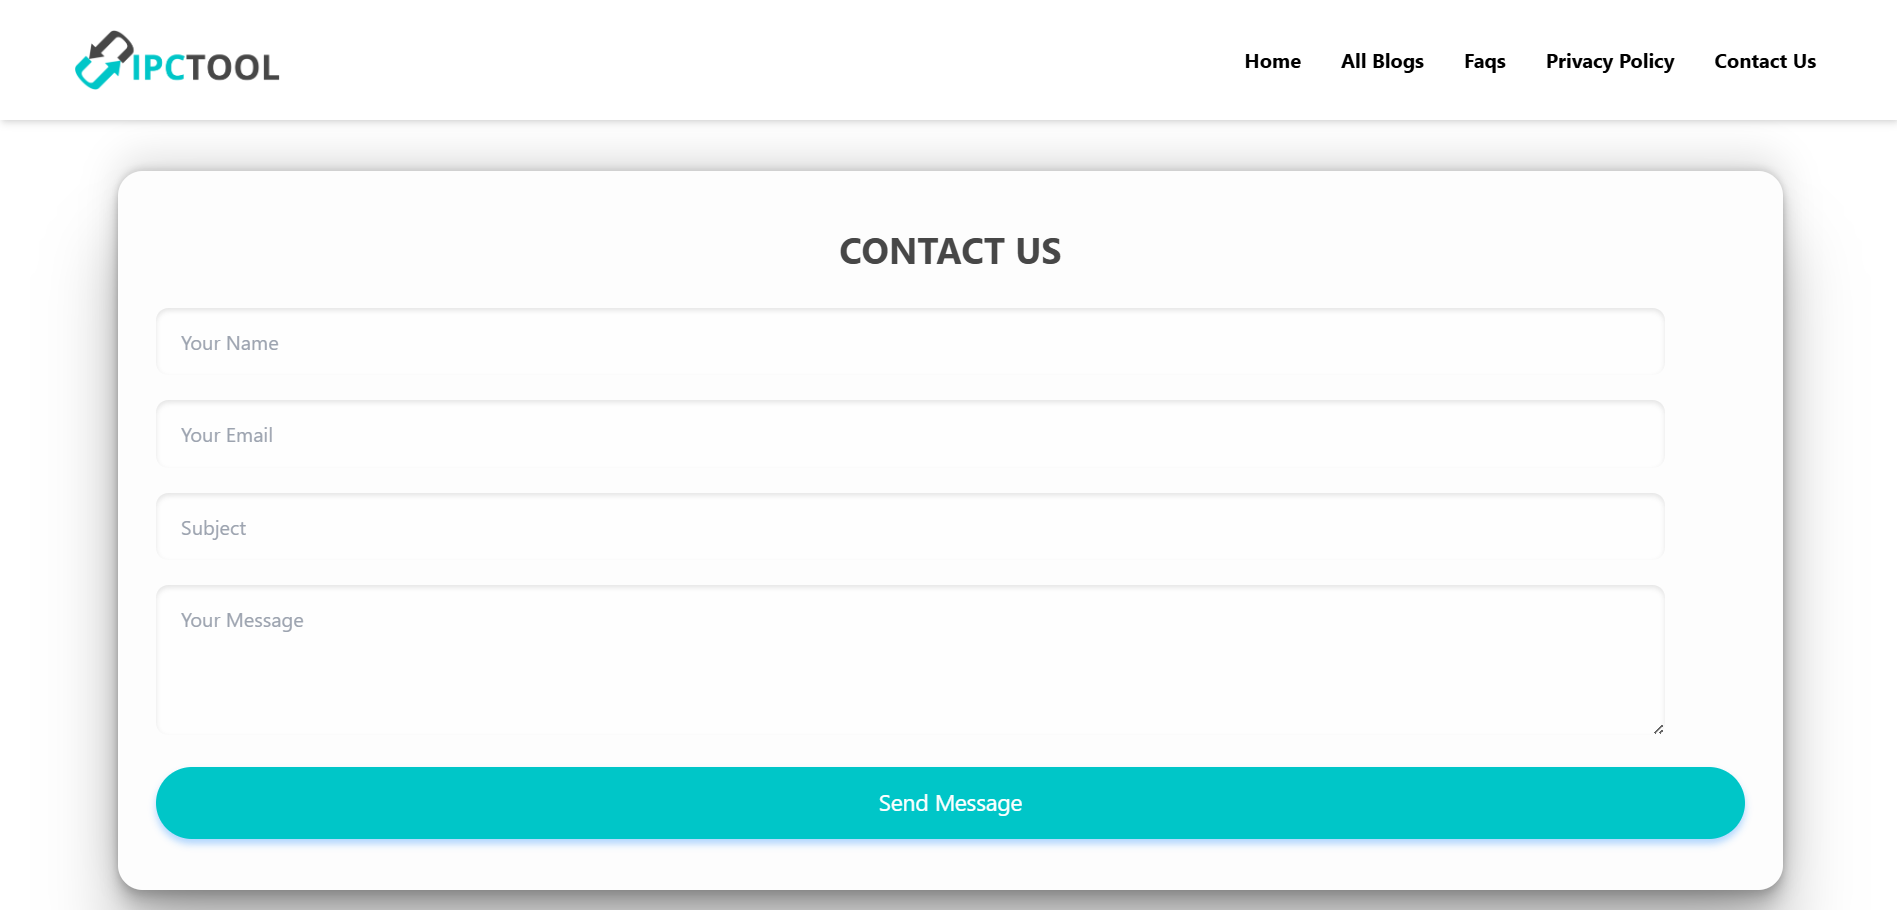 IPCTOOL
Home All Blogs Faqs Privacy Policy Contact Us
CONTACT US
Your Name
Your Email
Subject
Your Message
Send Message